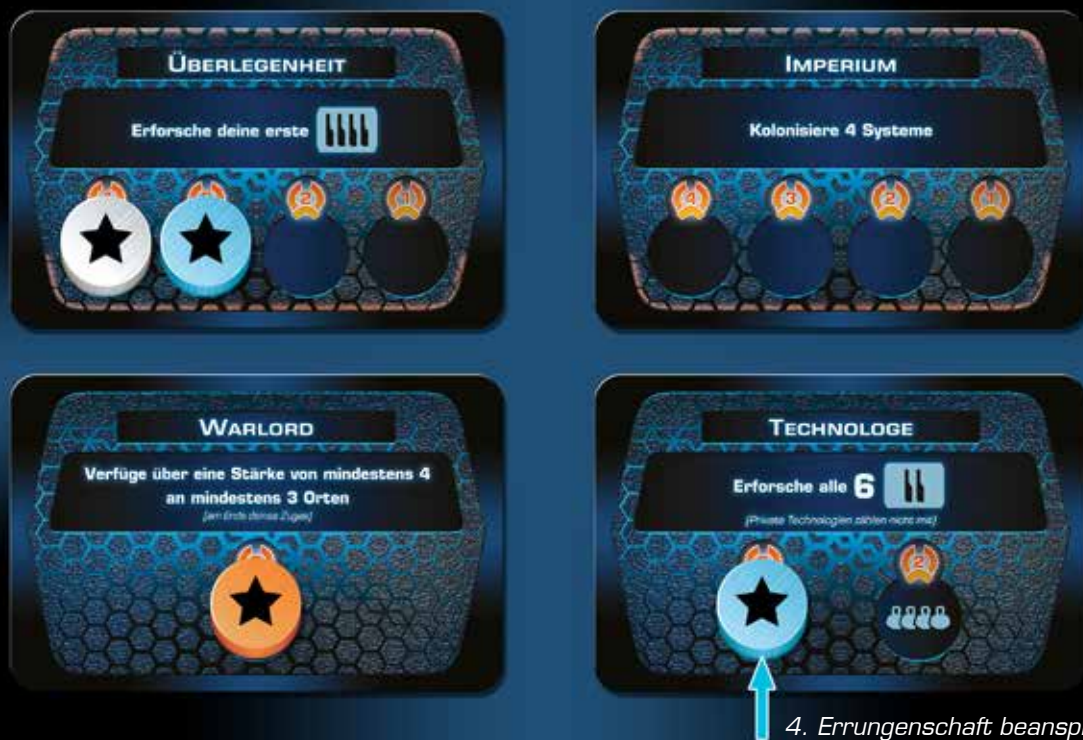 ÜBERLEGENHEIT
Erforsche deine erste
2 1
IMPERIUM
Kolonisiere 4 Systeme
4 3 2 1
WARLORD
Verfüge über eine Stärke von mindestens 4
an mindestens 3 Orten
(am Ende deines Zuges)
TECHNOLOGE
Erforsche alle 6
(Private Technologien zählen nicht mit)
2
4. Errungenschaft beansp